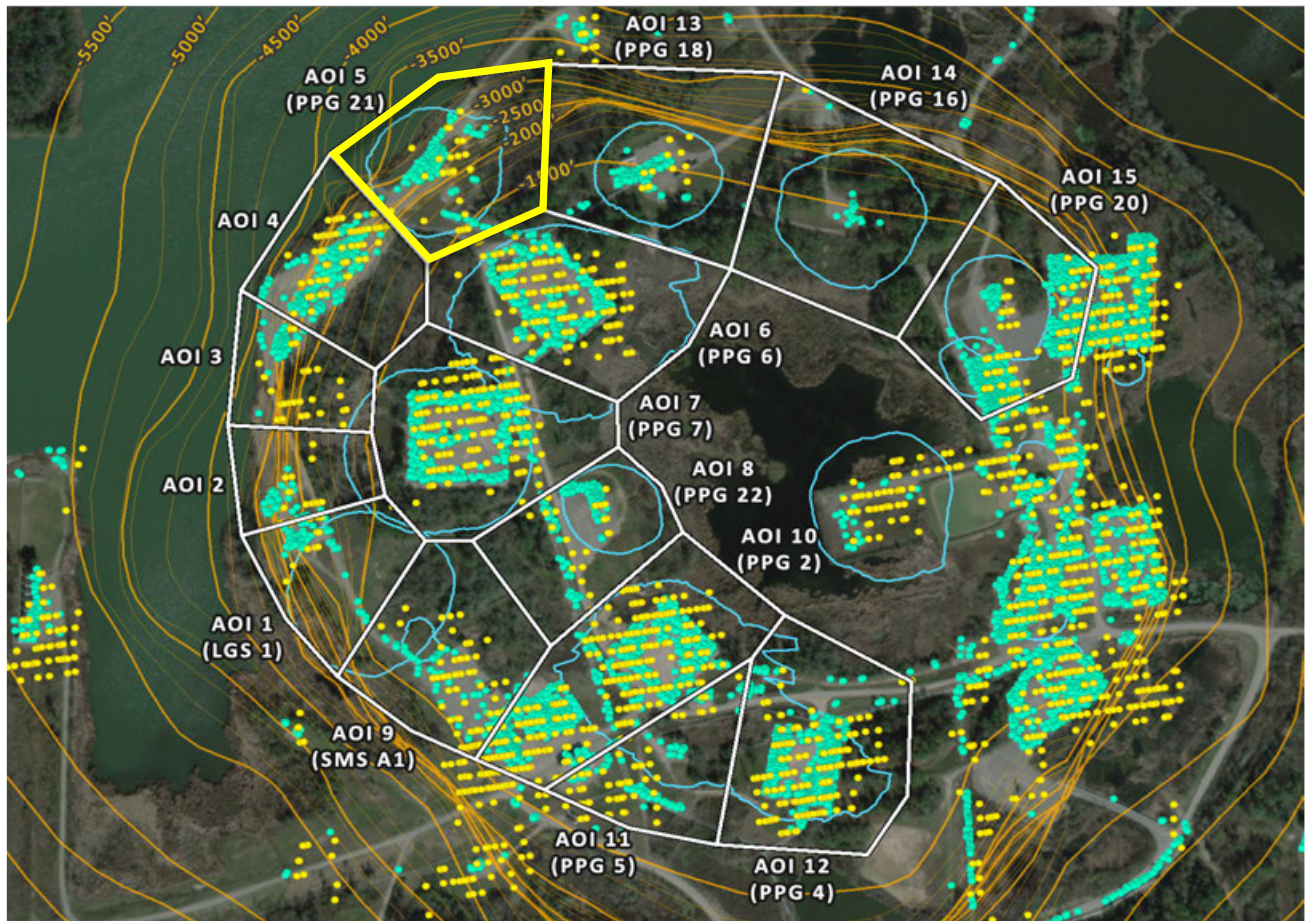 -5500'
-5000'
-4500'
-4000'
-3500'
-3000'
-2500
-2000'
AOI 13
(PPG 18)
AOI 5
(PPG 21)
AOI 14
(PPG 16)
AOI 15
(PPG 20)
AOI 4
AOI 3
AOI 6
(PPG 6)
AOI 7
(PPG 7)
AOI 2
AOI 8
(PPG 22)
AOI 10
(PPG 2)
AOI 1
(LGS 1)
AOI 9
(SMS A1)
AOI 11
(PPG 5)
AOI 12
(PPG 4)